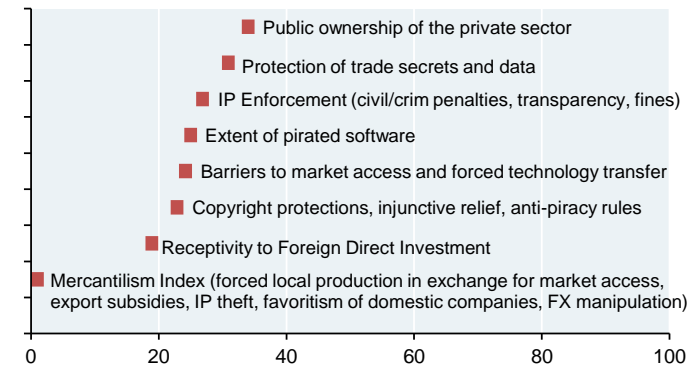 Public ownership of the private sector
Protection of trade secrets and data
IP Enforcement (civil/crim penalties, transparency, fines)
Extent of pirated software
Barriers to market access and forced technology transfer
Copyright protections, injunctive relief, anti-piracy rules
Receptivity to Foreign Direct Investment
Mercantilism Index (forced local production in exchange for market access,
export subsidies, IP theft, favoritism of domestic companies, FX manipulation)
0 20 40 60 80 100